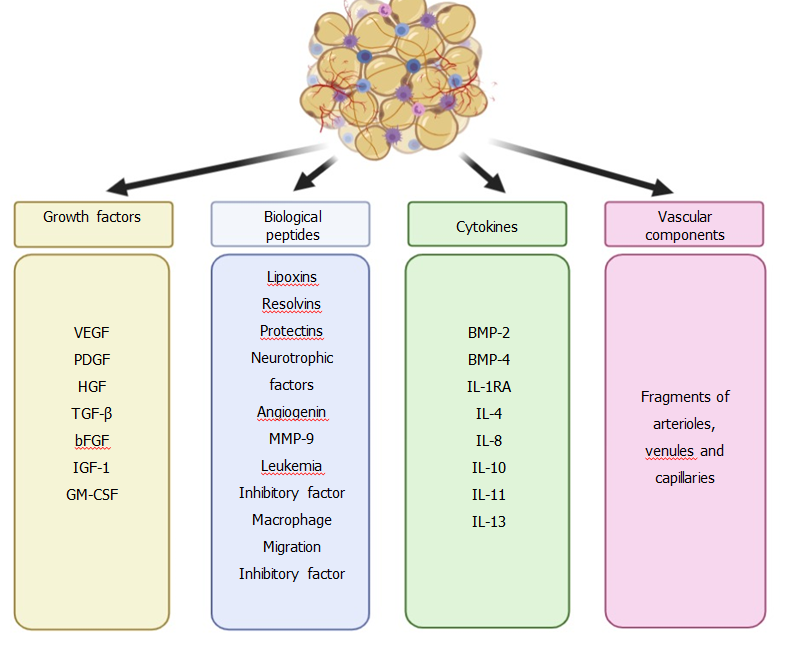 Growth factors
Biological
peptides
Cytokines
Vascular
components
VEGF
PDGF
HGF
TGF-β
bFGF
IGF-1
GM-CSF
Lipoxins
Resolvins
Protectins
Neurotrophic
factors
Angiogenin
MMP-9
Leukemia
Inhibitory factor
Macrophage
Migration
Inhibitory factor
BMP-2
BMP-4
IL-1RA
IL-4
IL-8
IL-10
IL-11
IL-13
Fragments of
arterioles,
venules and
capillaries